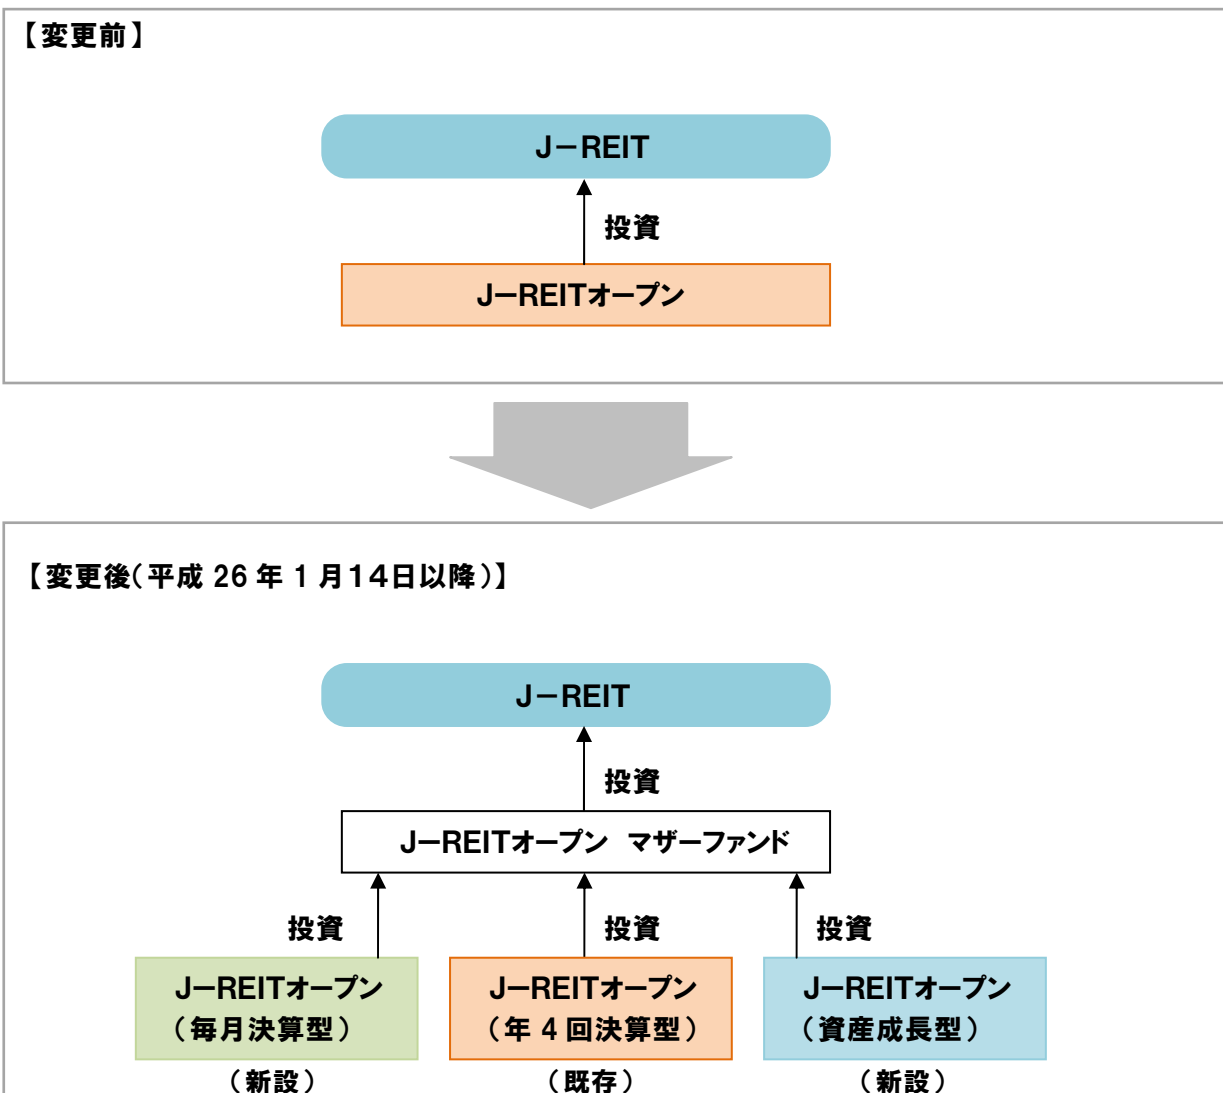 【変更前】
J－REIT
投資
J－REITオープン
【変更後（平成 26 年 1 月１４日以降）】
J－REIT
投資
J－REITオープン　マザーファンド
投資
投資
投資
J－REITオープン
（毎月決算型）
（新設）
J－REITオープン
（年 4 回決算型）
（既存）
J－REITオープン
（資産成長型）
（新設）